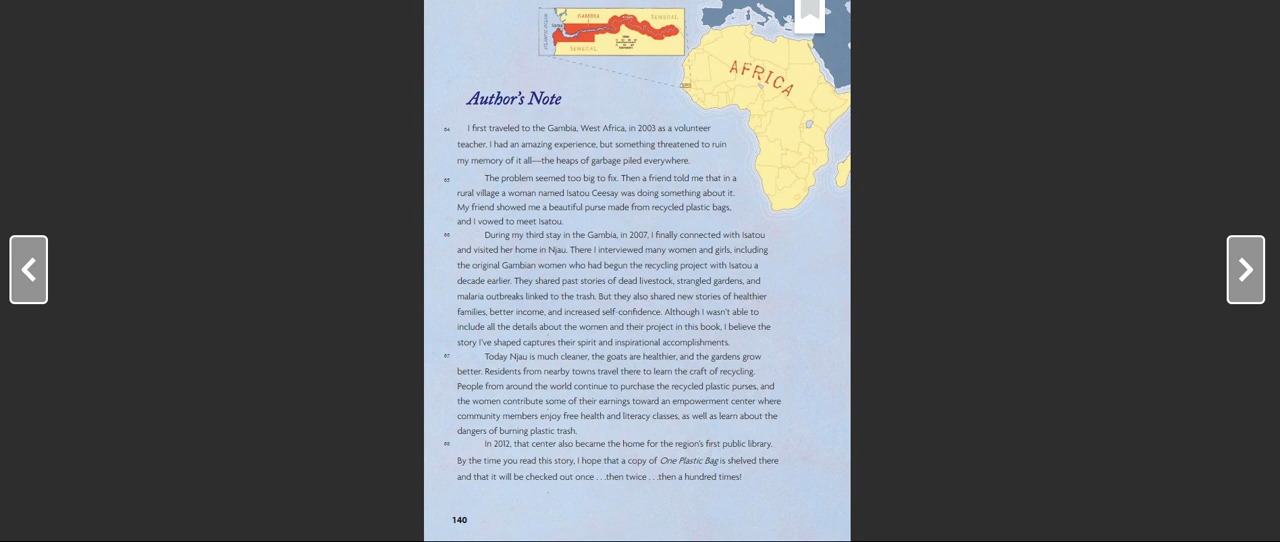 ATLANTIC OCEAN
GAMBIA
SENEGAL
SENEGAL
AFRICA
Author's Note
64 I first traveled to the Gambia, West Africa, in 2003 as a volunteer
teacher. I had an amazing experience, but something threatened to ruin
my memory of it all—the heaps of garbage piled everywhere.
65 The problem seemed too big to fix. Then a friend told me that in a
rural village a woman named Isatou Ceesay was doing something about it.
My friend showed me a beautiful purse made from recycled plastic bags,
and I vowed to meet Isatou.
66 During my third stay in the Gambia, in 2007, I finally connected with Isatou
and visited her home in Njau. There I interviewed many women and girls, including
the original Gambian women who had begun the recycling project with Isatou a
decade earlier. They shared past stories of dead livestock, strangled gardens, and
malaria outbreaks linked to the trash. But they also shared new stories of healthier
families, better income, and increased self-confidence. Although I wasn't able to
include all the details about the women and their project in this book, I believe the
story I've shaped captures their spirit and inspirational accomplishments.
67 Today Njau is much cleaner, the goats are healthier, and the gardens grow
better. Residents from nearby towns travel there to learn the craft of recycling.
People from around the world continue to purchase the recycled plastic purses, and
the women contribute some of their earnings toward an empowerment center where
community members enjoy free health and literacy classes, as well as learn about the
dangers of burning plastic trash.
68 In 2012, that center also became the home for the region's first public library.
By the time you read this story, I hope that a copy of One Plastic Bag is shelved there
and that it will be checked out once . . .then twice . . .then a hundred times!
140